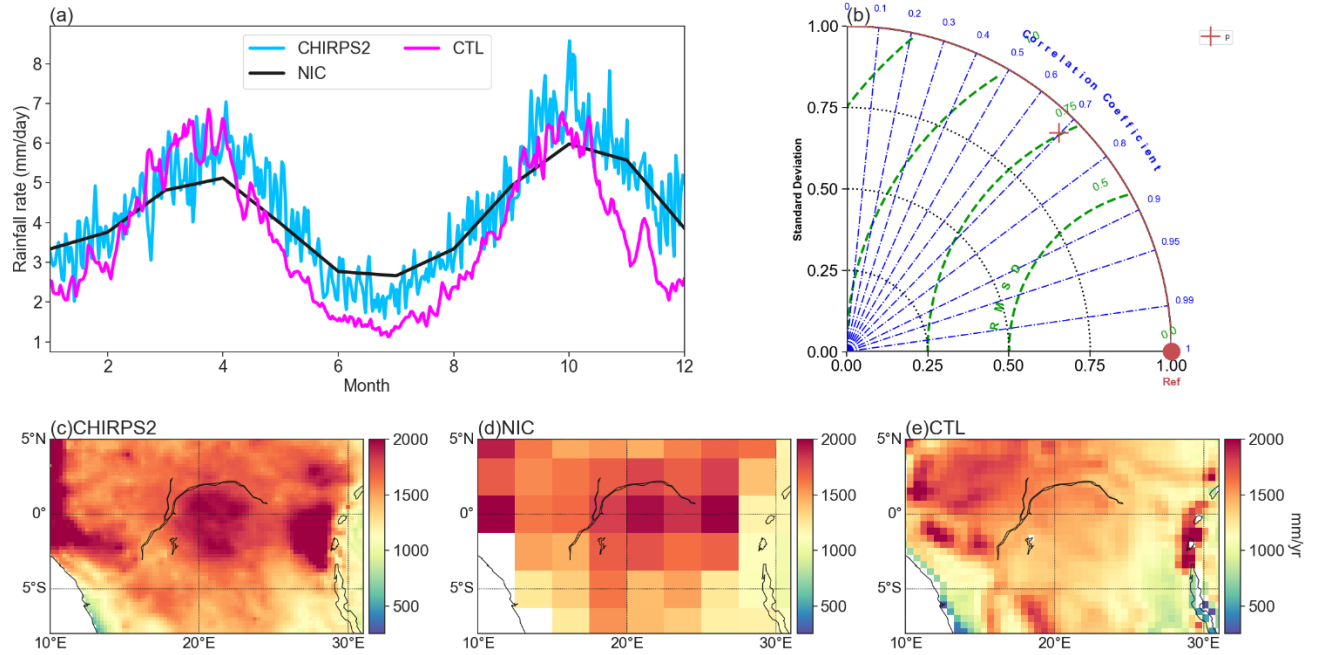 (a)
CHIRPS2
CTL
NIC
Rainfall rate (mm/day)
8
7
6
5
4
3
2
1
2
4
6
8
10
12
Month
(b)
P
Standard Deviation
1.00
0.75
0.50
0.25
0.00
0.00
0.25
0.50
0.75
1.00
Ref
0
0.1
0.2
0.3
0.4
0.5
0.6
0.7
0.8
0.9
0.95
0.99
1
Correlation Coefficient
0.75
0.5
0.0
RMSD
(c)CHIRPS2
5°N
0°
5°S
10°E
20°E
30°E
2000
1500
1000
500
(d)NIC
5°N
0°
5°S
10°E
20°E
30°E
2000
1500
1000
500
(e)CTL
5°N
0°
5°S
10°E
20°E
30°E
2000
1500
1000
500
mm/yr